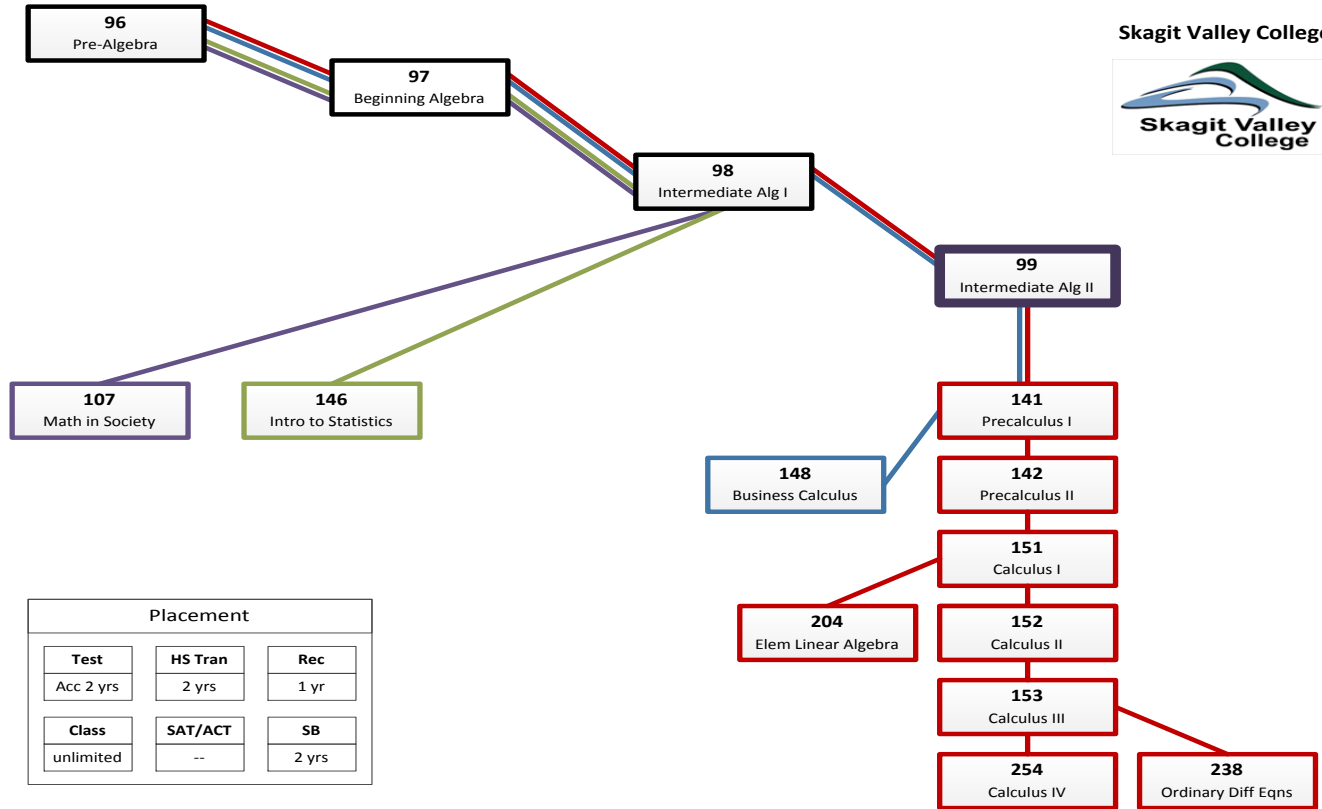 96
Pre-Algebra
Skagit Valley College
97
Beginning Algebra
Skagit Valley
College
98
Intermediate Alg I
99
Intermediate Alg II
107
Math in Society
146
Intro to Statistics
141
Precalculus I
148
Business Calculus
142
Precalculus II
151
Calculus I
204
Elem Linear Algebra
152
Calculus II
153
Calculus III
254
Calculus IV
238
Ordinary Diff Eqns
Placement
Test
Acc 2 yrs
HS Tran
2 yrs
Rec
1 yr
Class
unlimited
SAT/ACT
--
SB
2 yrs